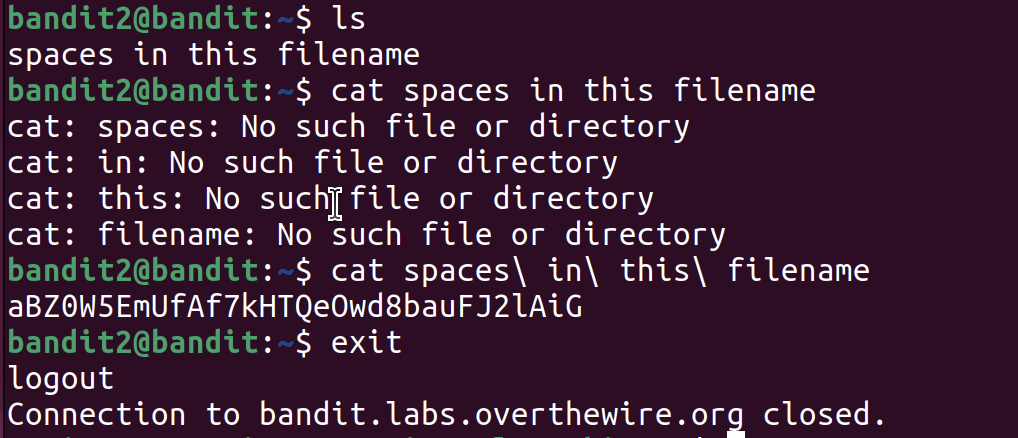 bandit2@bandit:~$ ls
spaces in this filename
bandit2@bandit:~$ cat spaces in this filename
cat: spaces: No such file or directory
cat: in: No such file or directory
cat: this: No such file or directory
cat: filename: No such file or directory
bandit2@bandit:~$ cat spaces\ in\ this\ filename
aBZ0W5EmUfAf7kHTQeOwd8bauFJ2lAiG
bandit2@bandit:~$ exit
logout
Connection to bandit.labs.overthewire.org closed.